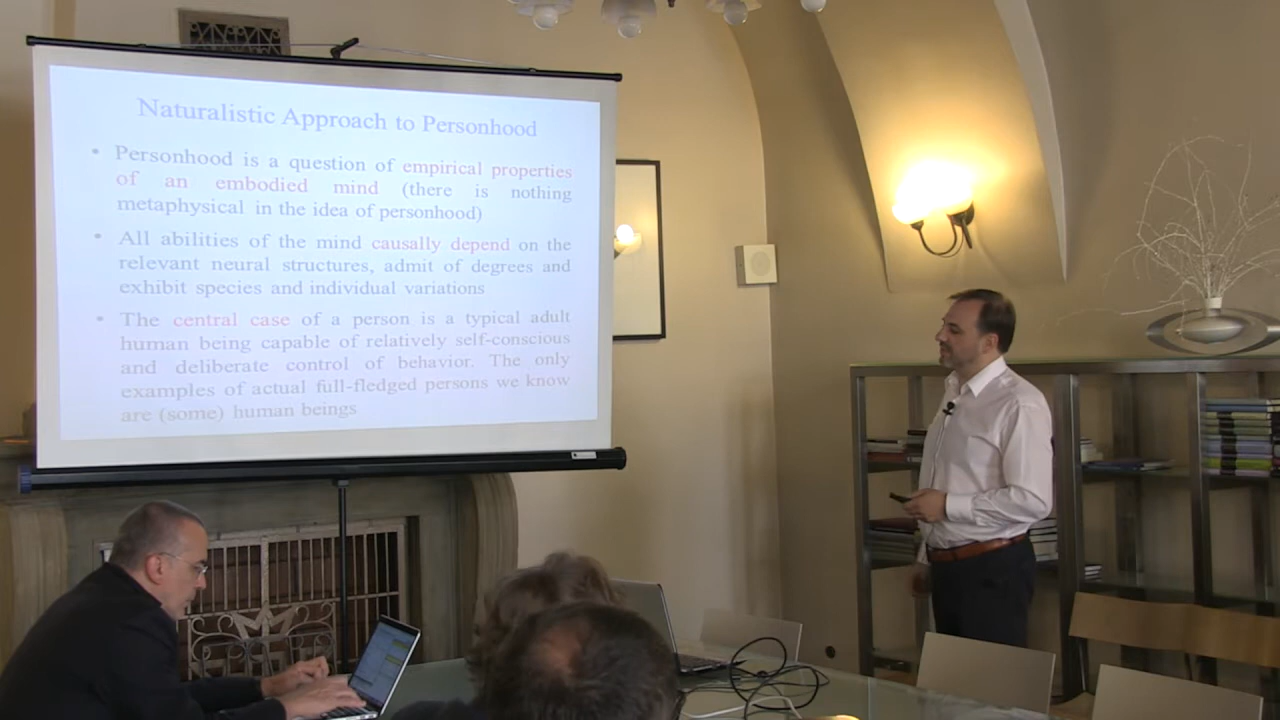 Naturalistic Approach to Personhood
• Personhood is a question of empirical properties
of an embodied mind (there is nothing
metaphysical in the idea of personhood)
• All abilities of the mind causally depend on the
relevant neural structures, admit of degrees and
exhibit species and individual variations
• The central case of a person is a typical adult
human being capable of relatively self-conscious
and deliberate control of behavior. The only
examples of actual full-fledged persons we know
are (some) human beings